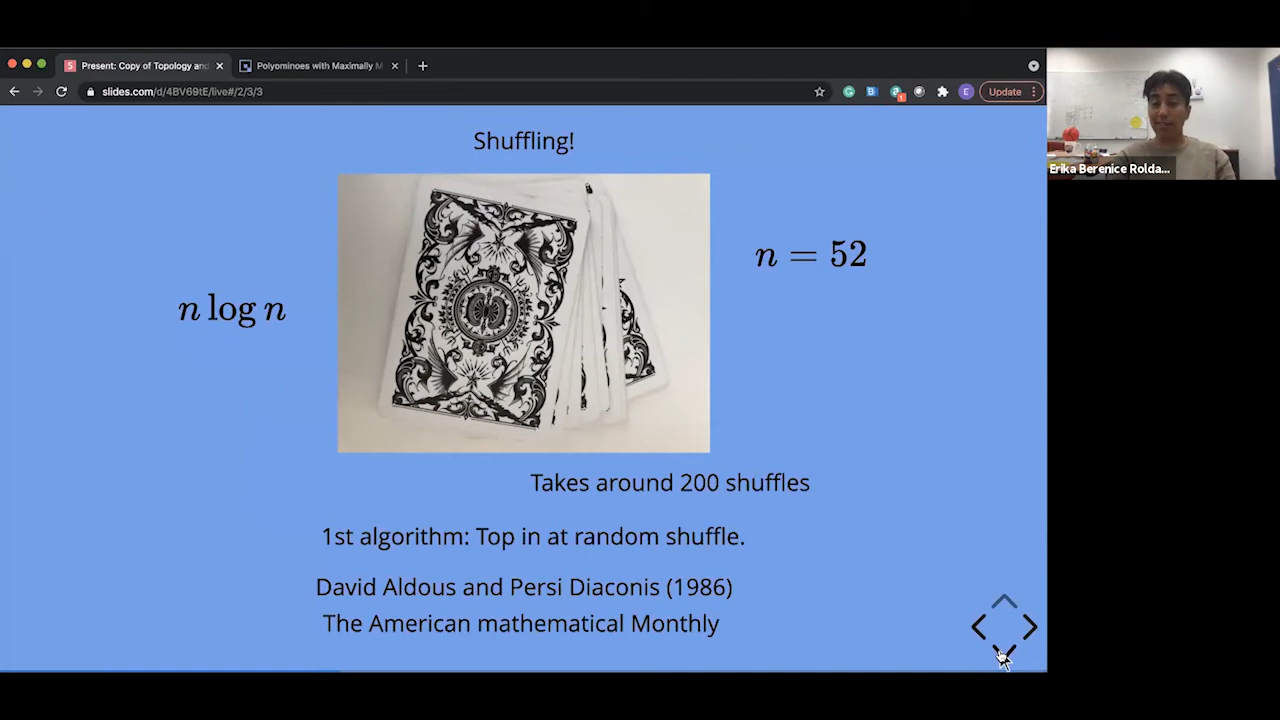 Present: Copy of Topology and
Polyominoes with Maximally M
slides.com/d/4BV69tE/live#/2/3/3
E
Update
Erika Berenice Rolda...
Shuffling!
n = 52
n log n
Takes around 200 shuffles
1st algorithm: Top in at random shuffle.
David Aldous and Persi Diaconis (1986)
The American mathematical Monthly